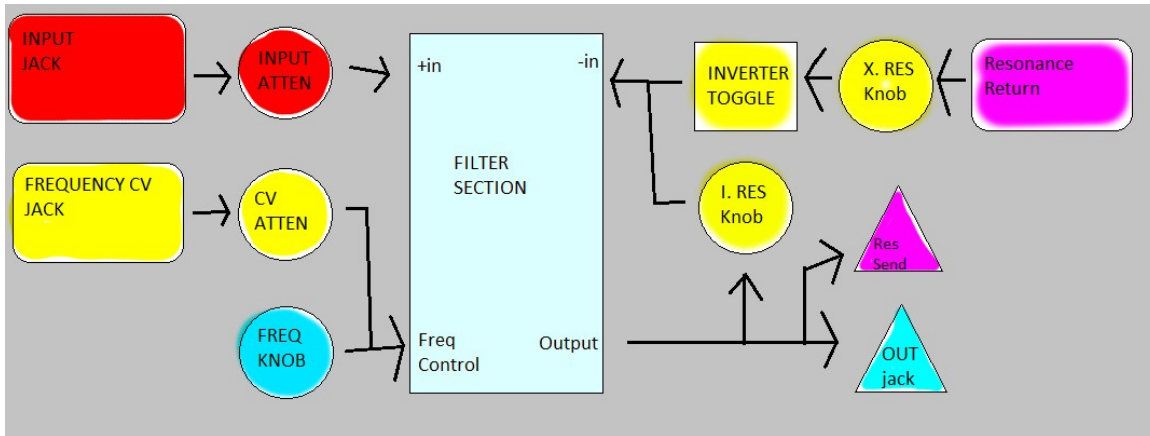 INPUT
JACK
INPUT
ATTEN
+in
-in
INVERTER
TOGGLE
X. RES
Knob
Resonance
Return
FREQUENCY CV
JACK
CV
ATTEN
FILTER
SECTION
I. RES
Knob
Res
Send
FREQ
KNOB
Freq
Control
Output
OUT
jack